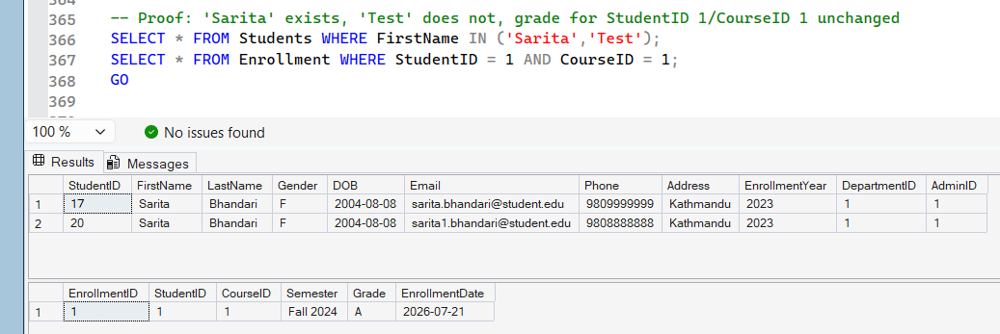 365 -- Proof: 'Sarita' exists, 'Test' does not, grade for StudentID 1/CourseID 1 unchanged
366 SELECT * FROM Students WHERE FirstName IN ('Sarita','Test');
367 SELECT * FROM Enrollment WHERE StudentID = 1 AND CourseID = 1;
368 GO
369
100 % No issues found
Results Messages
StudentID FirstName LastName Gender DOB Email Phone Address EnrollmentYear DepartmentID AdminID
1 17 Sarita Bhandari F 2004-08-08 sarita.bhandari@student.edu 9809999999 Kathmandu 2023 1 1
2 20 Sarita Bhandari F 2004-08-08 sarita1.bhandari@student.edu 9808888888 Kathmandu 2023 1 1
EnrollmentID StudentID CourseID Semester Grade EnrollmentDate
1 1 1 1 Fall 2024 A 2026-07-21